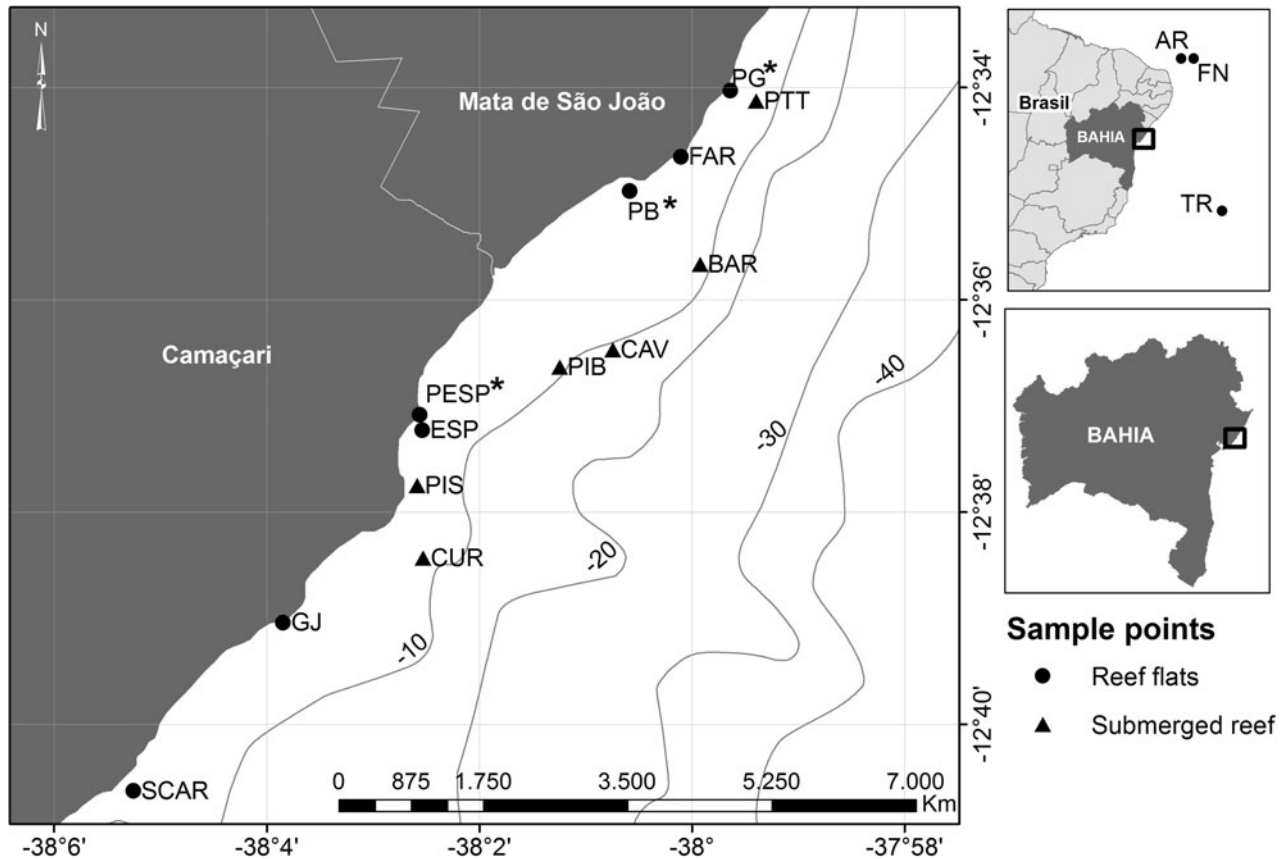 N
Mata de São João
Camaçari
PG*
PTT
FAR
PB*
BAR
CAV
PIB
PESP*
ESP
PIS
CUR
GJ
SCAR
-10
-20
-30
-40
0 875 1.750 3.500 5.250 7.000
Km
-38°6' -38°4' -38°2' -38° -37°58'
-12°34'
-12°36'
-12°38'
-12°40'
AR
FN
Brasil
BAHIA
TR
BAHIA
Sample points
Reef flats
Submerged reef